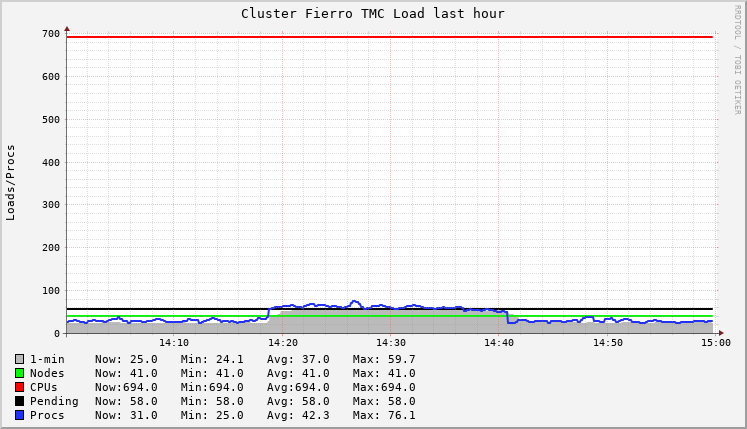 Cluster Fierro TMC Load last hour
RRDTOOL / TOBI OETIKER
Loads/Procs
700
600
500
400
300
200
100
0
14:10 14:20 14:30 14:40 14:50 15:00
1-min Now: 25.0 Min: 24.1 Avg: 37.0 Max: 59.7
Nodes Now: 41.0 Min: 41.0 Avg: 41.0 Max: 41.0
CPUs Now:694.0 Min:694.0 Avg:694.0 Max:694.0
Pending Now: 58.0 Min: 58.0 Avg: 58.0 Max: 58.0
Procs Now: 31.0 Min: 25.0 Avg: 42.3 Max: 76.1